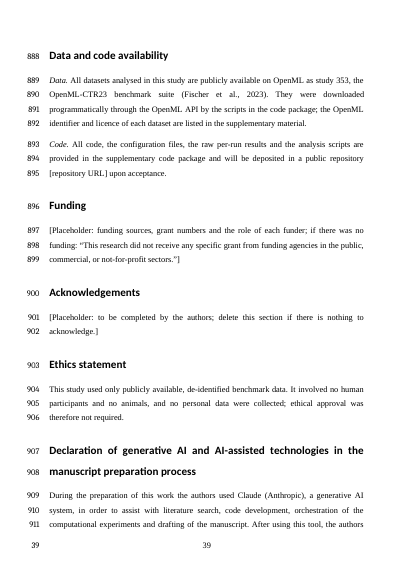 888 Data and code availability
889 Data. All datasets analysed in this study are publicly available on OpenML as study 353, the
890 OpenML-CTR23 benchmark suite (Fischer et al., 2023). They were downloaded
891 programmatically through the OpenML API by the scripts in the code package; the OpenML
892 identifier and licence of each dataset are listed in the supplementary material.
893 Code. All code, the configuration files, the raw per-run results and the analysis scripts are
894 provided in the supplementary code package and will be deposited in a public repository
895 [repository URL] upon acceptance.
896 Funding
897 [Placeholder: funding sources, grant numbers and the role of each funder; if there was no
898 funding: “This research did not receive any specific grant from funding agencies in the public,
899 commercial, or not-for-profit sectors.”]
900 Acknowledgements
901 [Placeholder: to be completed by the authors; delete this section if there is nothing to
902 acknowledge.]
903 Ethics statement
904 This study used only publicly available, de-identified benchmark data. It involved no human
905 participants and no animals, and no personal data were collected; ethical approval was
906 therefore not required.
907 Declaration of generative AI and AI-assisted technologies in the
908 manuscript preparation process
909 During the preparation of this work the authors used Claude (Anthropic), a generative AI
910 system, in order to assist with literature search, code development, orchestration of the
911 computational experiments and drafting of the manuscript. After using this tool, the authors
39 39